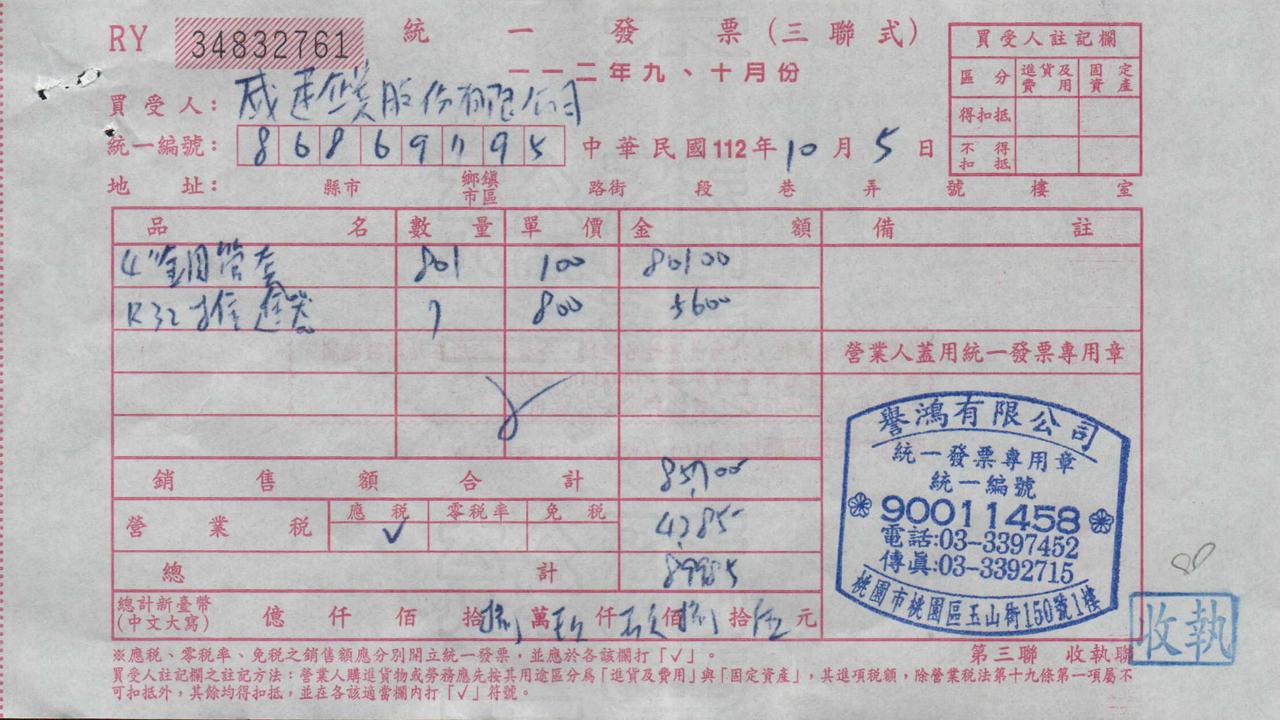 RY 34832761 統一發票(三聯式)
一一二年九、十月份
買受人: 股份有限公司
統一編號: 86869795 中華民國112年10月5日
地址: 縣市 鄉鎮市區 路街 段 巷 弄 號 樓 室
買受人註記欄
區分 進貨及費用 固定資產
得扣抵
不得扣抵
品名 數量 單價 金額 備註
4" 管套 801 100 80100
R32 7 800 5600
營業人蓋用統一發票專用章
銷售額合計 85,700
營業稅 應稅 ✓ 零稅率 免稅 4,285
總計 89985
總計新臺幣(中文大寫) 億 仟 佰 拾捌萬玖仟玖佰捌拾伍元
譽鴻有限公司
統一發票專用章
統一編號
90011458
電話:03-3397452
傳真:03-3392715
桃園市桃園區玉山街150號1樓
第三聯 收執聯
收執
※應稅、零稅率、免稅之銷售額應分別開立統一發票,並應於各該欄打「✓」。
買受人註記欄之註記方法:營業人購進貨物或勞務應先按其用途區分為「進貨及費用」與「固定資產」,其進項稅額,除營業稅法第十九條第一項屬不
可扣抵外,其餘均得扣抵,並在各該適當欄內打「✓」符號。